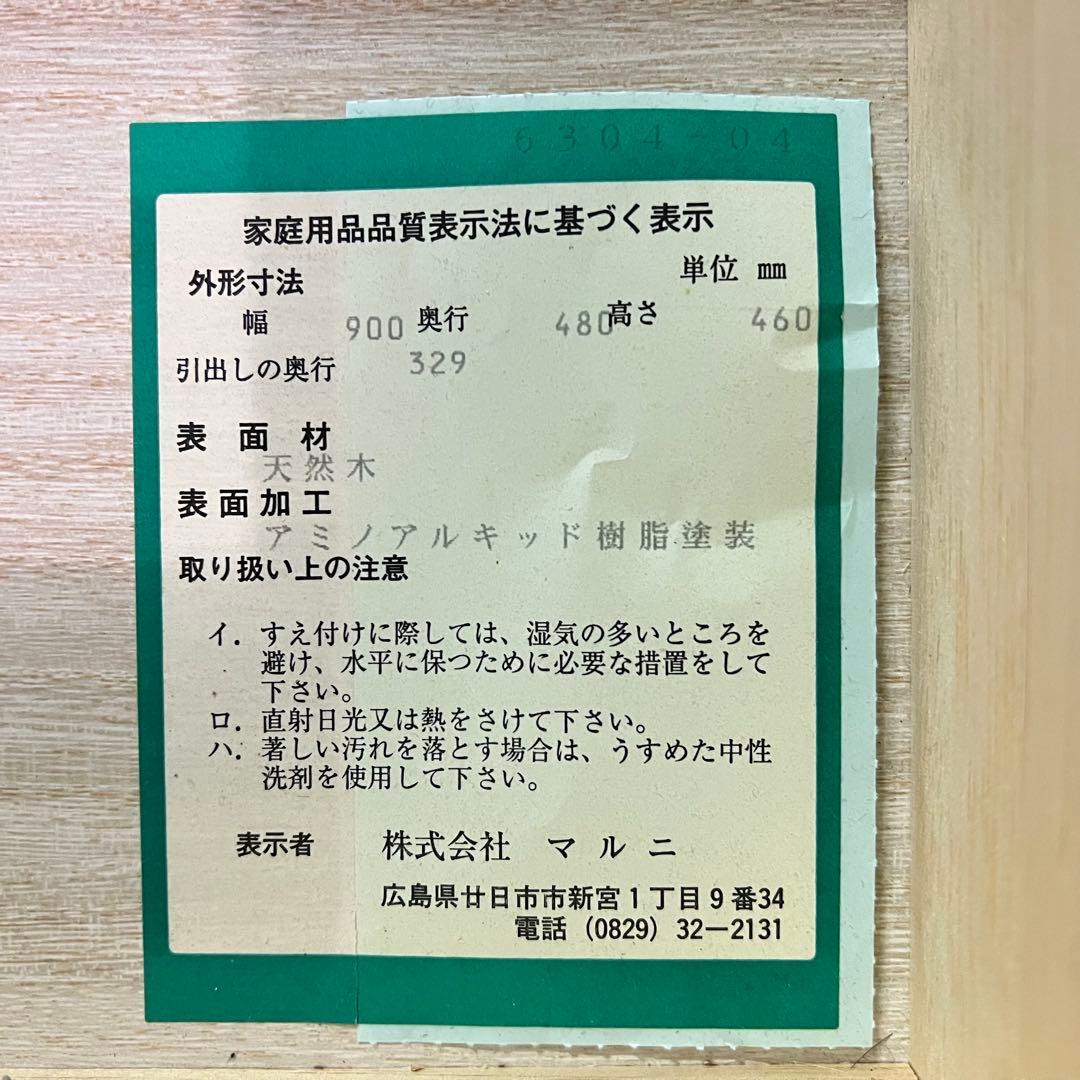 6304-04
家庭用品品質表示法に基づく表示
外形寸法 単位 mm
幅 900 奥行 480 高さ 460
引出しの奥行 329
表面材
天然木
表面加工
アミノアルキッド樹脂塗装
取り扱い上の注意
イ. すえ付けに際しては、湿気の多いところを
避け、水平に保つために必要な措置をして
下さい。
ロ. 直射日光又は熱をさけて下さい。
ハ. 著しい汚れを落とす場合は、うすめた中性
洗剤を使用して下さい。
表示者 株式会社 マルニ
広島県廿日市市新宮1丁目9番34
電話 (0829) 32-2131